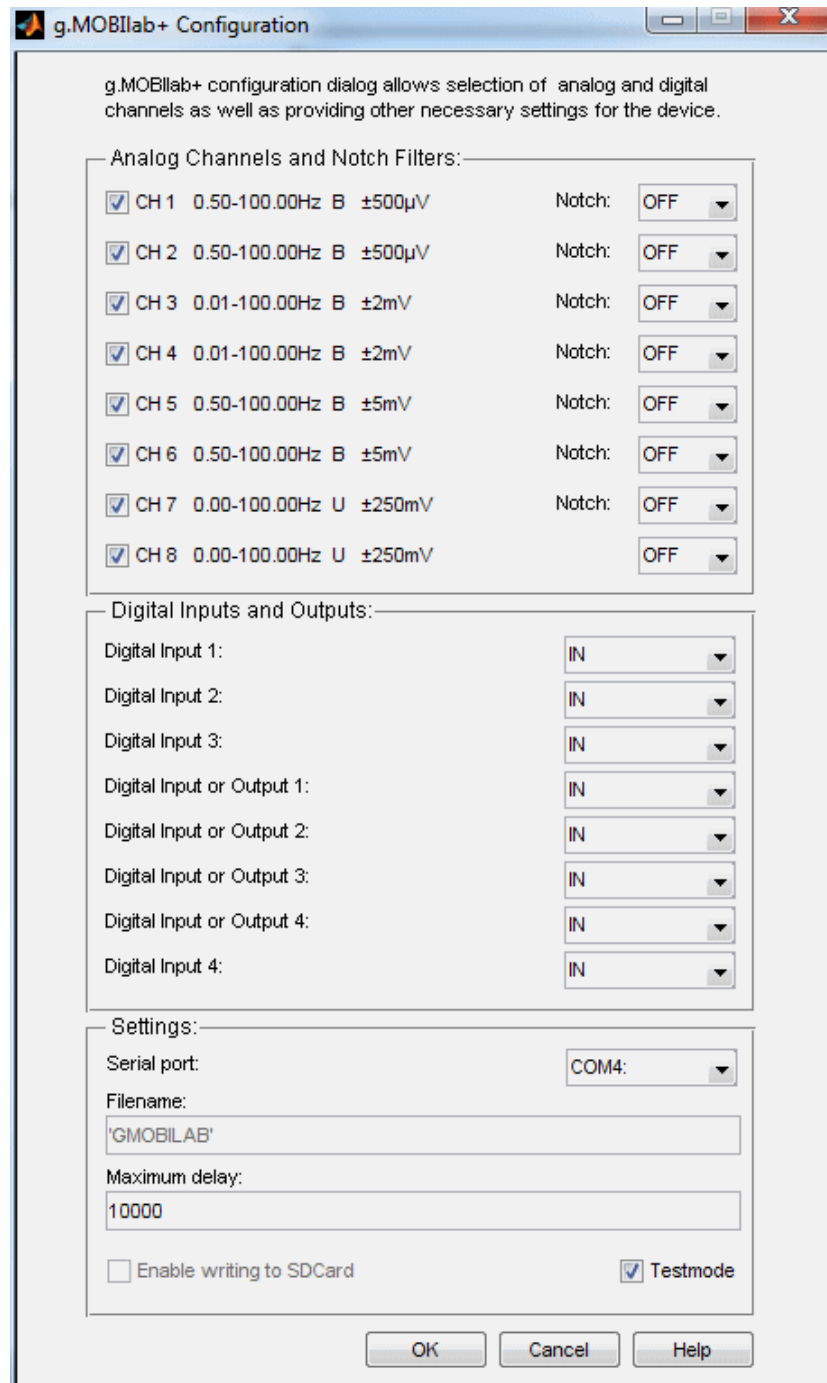 g.MOBIlab+ Configuration
g.MOBIlab+ configuration dialog allows selection of analog and digital
channels as well as providing other necessary settings for the device.
Analog Channels and Notch Filters:
CH 1 0.50-100.00Hz B ±500µV Notch: OFF
CH 2 0.50-100.00Hz B ±500µV Notch: OFF
CH 3 0.01-100.00Hz B ±2mV Notch: OFF
CH 4 0.01-100.00Hz B ±2mV Notch: OFF
CH 5 0.50-100.00Hz B ±5mV Notch: OFF
CH 6 0.50-100.00Hz B ±5mV Notch: OFF
CH 7 0.00-100.00Hz U ±250mV Notch: OFF
CH 8 0.00-100.00Hz U ±250mV OFF
Digital Inputs and Outputs:
Digital Input 1: IN
Digital Input 2: IN
Digital Input 3: IN
Digital Input or Output 1: IN
Digital Input or Output 2: IN
Digital Input or Output 3: IN
Digital Input or Output 4: IN
Digital Input 4: IN
Settings:
Serial port: COM4:
Filename:
'GMOBILAB'
Maximum delay:
10000
Enable writing to SDCard Testmode
OK Cancel Help